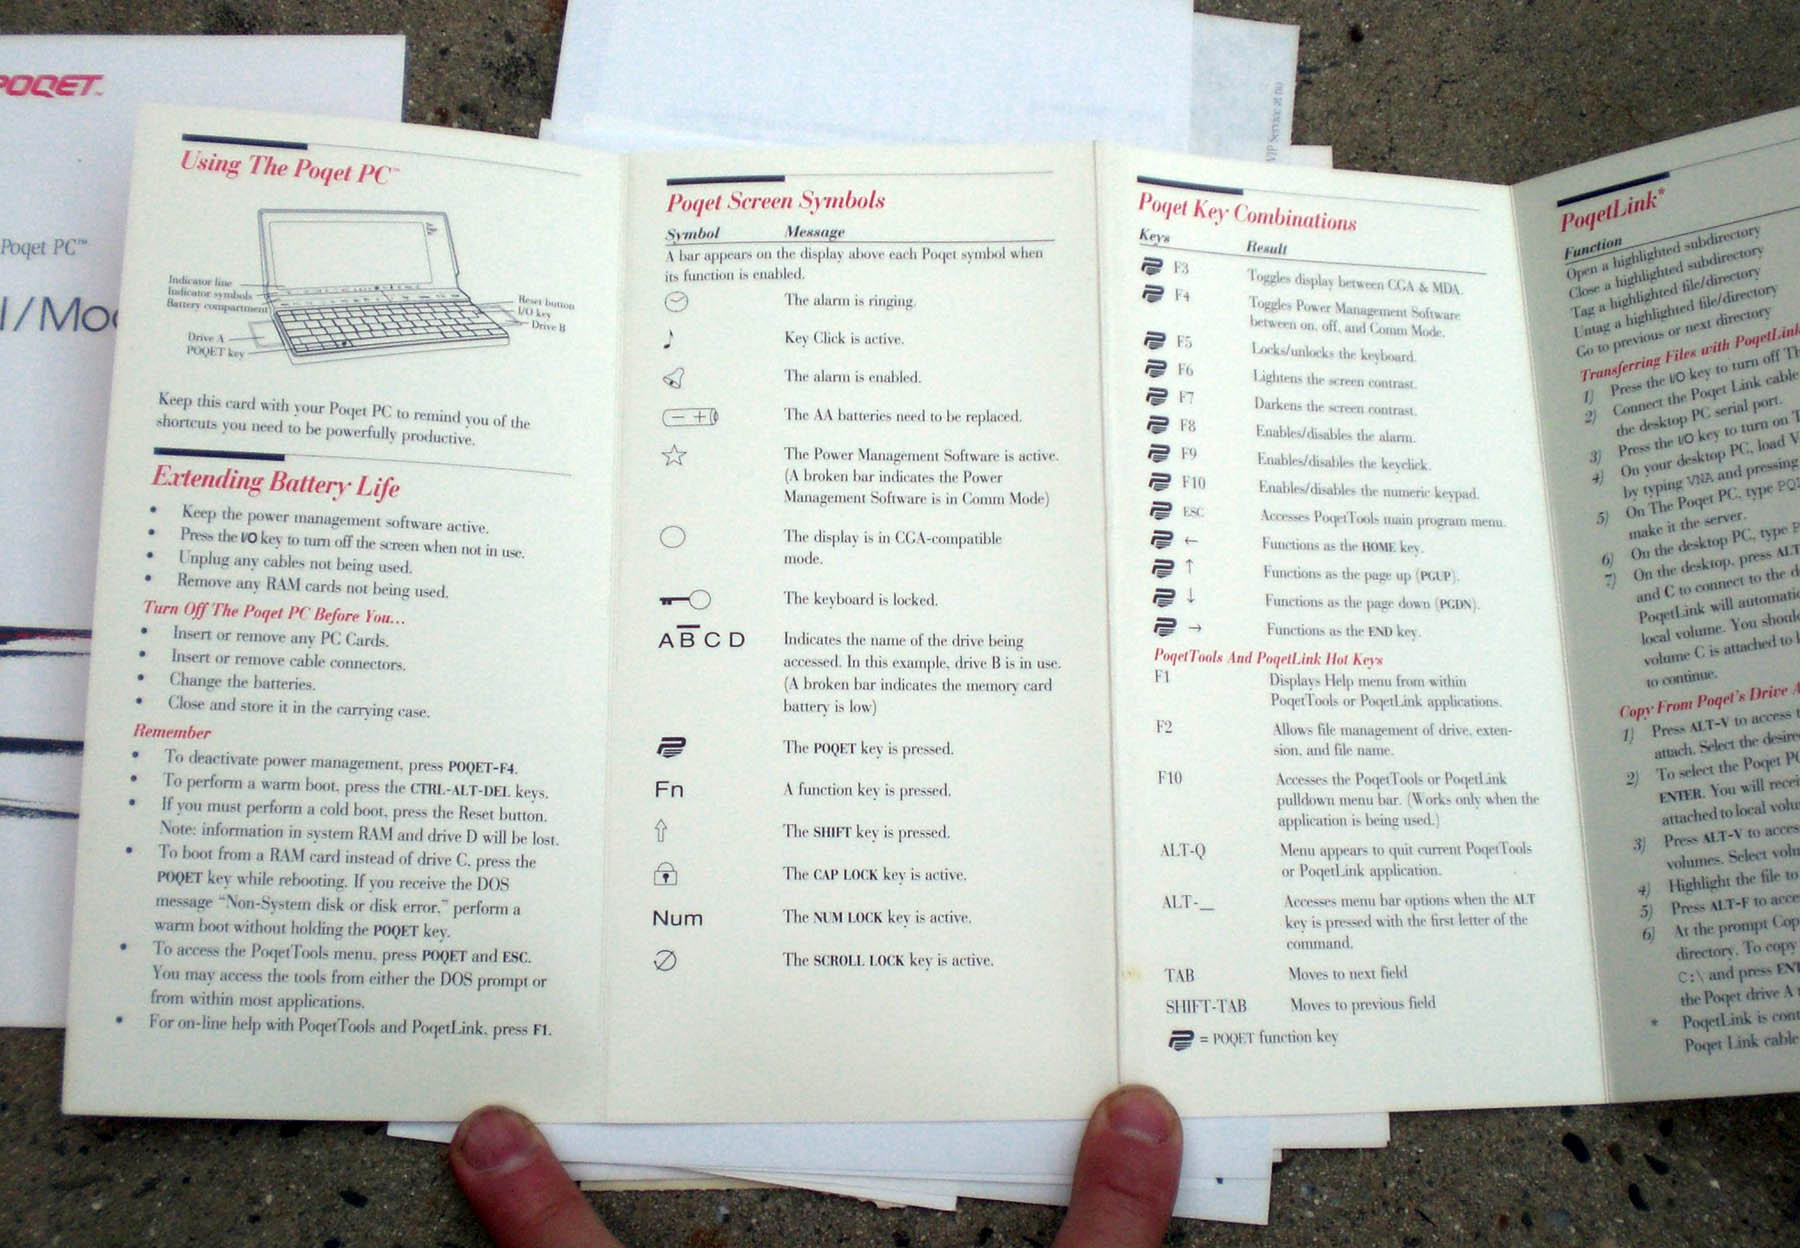 POQET™
Poqet PC™
Using The Poqet PC™
Indicator line
Indicator symbols
Battery compartment
Drive A
POQET key
Reset button
I/O key
Drive B
Keep this card with your Poqet PC to remind you of the
shortcuts you need to be powerfully productive.
Extending Battery Life
• Keep the power management software active.
• Press the I/O key to turn off the screen when not in use.
• Unplug any cables not being used.
• Remove any RAM cards not being used.
Turn Off The Poqet PC Before You...
• Insert or remove any PC Cards.
• Insert or remove cable connectors.
• Change the batteries.
• Close and store it in the carrying case.
Remember
• To deactivate power management, press POQET-F4.
• To perform a warm boot, press the CTRL-ALT-DEL keys.
• If you must perform a cold boot, press the Reset button.
Note: information in system RAM and drive D will be lost.
• To boot from a RAM card instead of drive C, press the
POQET key while rebooting. If you receive the DOS
message “Non-System disk or disk error,” perform a
warm boot without holding the POQET key.
• To access the PoqetTools menu, press POQET and ESC.
You may access the tools from either the DOS prompt or
from within most applications.
• For on-line help with PoqetTools and PoqetLink, press F1.
Poqet Screen Symbols
Symbol Message
A bar appears on the display above each Poqet symbol when
its function is enabled.
The alarm is ringing.
♪ Key Click is active.
The alarm is enabled.
− + The AA batteries need to be replaced.
☆ The Power Management Software is active.
(A broken bar indicates the Power
Management Software is in Comm Mode)
○ The display is in CGA-compatible
mode.
The keyboard is locked.
A B C D Indicates the name of the drive being
accessed. In this example, drive B is in use.
(A broken bar indicates the memory card
battery is low)
The POQET key is pressed.
Fn A function key is pressed.
⇧ The SHIFT key is pressed.
The CAP LOCK key is active.
Num The NUM LOCK key is active.
The SCROLL LOCK key is active.
Poqet Key Combinations
Keys Result
F3 Toggles display between CGA & MDA.
F4 Toggles Power Management Software
between on, off, and Comm Mode.
F5 Locks/unlocks the keyboard.
F6 Lightens the screen contrast.
F7 Darkens the screen contrast.
F8 Enables/disables the alarm.
F9 Enables/disables the keyclick.
F10 Enables/disables the numeric keypad.
ESC Accesses PoqetTools main program menu.
← Functions as the HOME key.
↑ Functions as the page up (PGUP).
↓ Functions as the page down (PGDN).
→ Functions as the END key.
PoqetTools And PoqetLink Hot Keys
F1 Displays Help menu from within
PoqetTools or PoqetLink applications.
F2 Allows file management of drive, exten-
sion, and file name.
F10 Accesses the PoqetTools or PoqetLink
pulldown menu bar. (Works only when the
application is being used.)
ALT-Q Menu appears to quit current PoqetTools
or PoqetLink application.
ALT-__ Accesses menu bar options when the ALT
key is pressed with the first letter of the
command.
TAB Moves to next field
SHIFT-TAB Moves to previous field
= POQET function key
PoqetLink*
Function
Open a highlighted subdirectory
Close a highlighted subdirectory
Tag a highlighted file/directory
Untag a highlighted file/directory
Go to previous or next directory
Transferring Files with PoqetLink
1) Press the I/O key to turn off
2) Connect the Poqet Link cable
the desktop PC serial port.
3) Press the I/O key to turn on
4) On your desktop PC, load
by typing VNA and pressing
5) On The Poqet PC, type
make it the server.
6) On the desktop PC, type
7) On the desktop, press ALT
and C to connect to the
PoqetLink will
local volume. You
volume C is attached to
to continue.
Copy From Poqet's Drive A
1) Press ALT-V to access
attach. Select the
2) To select the Poqet
ENTER. You will
attached to local
3) Press ALT-V to
volumes. Select
4) Highlight the file to
5) Press ALT-F to
6) At the prompt
directory. To copy
C:\ and press
the Poqet drive A
* PoqetLink is
Poqet Link cable
VIP Service at no